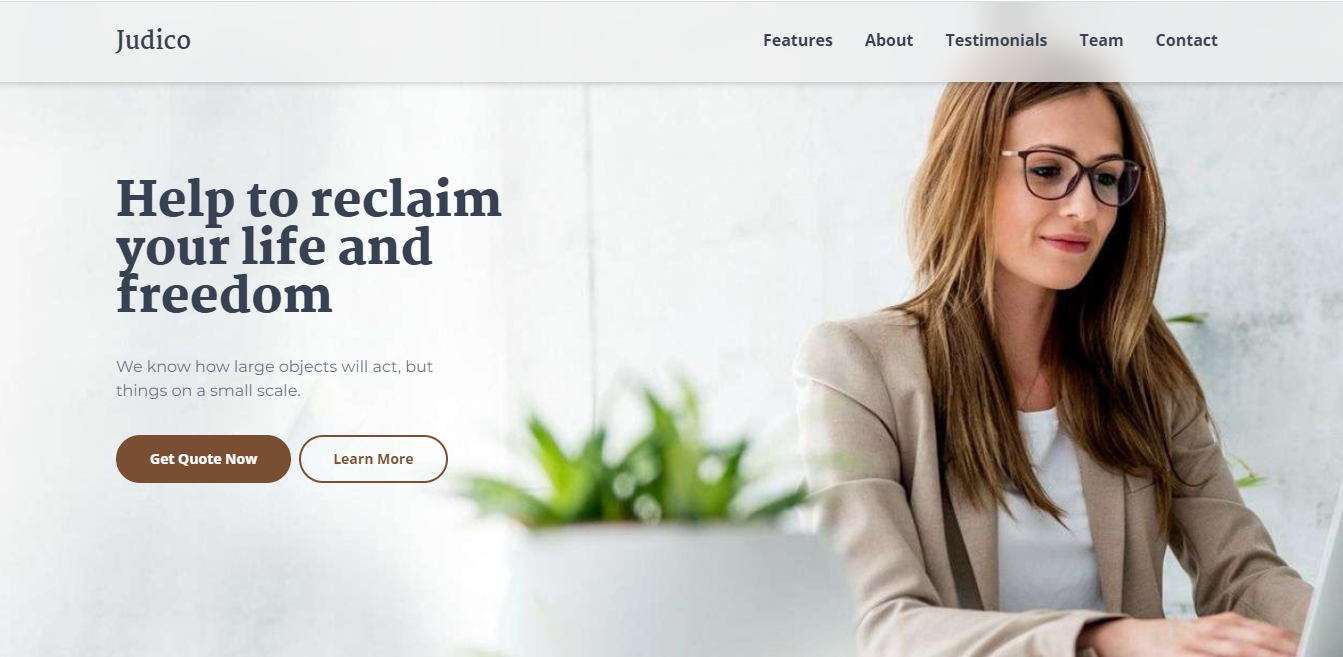 Judico
Features
About
Testimonials
Team
Contact
Help to reclaim
your life and
freedom
We know how large objects will act, but
things on a small scale.
Get Quote Now
Learn More